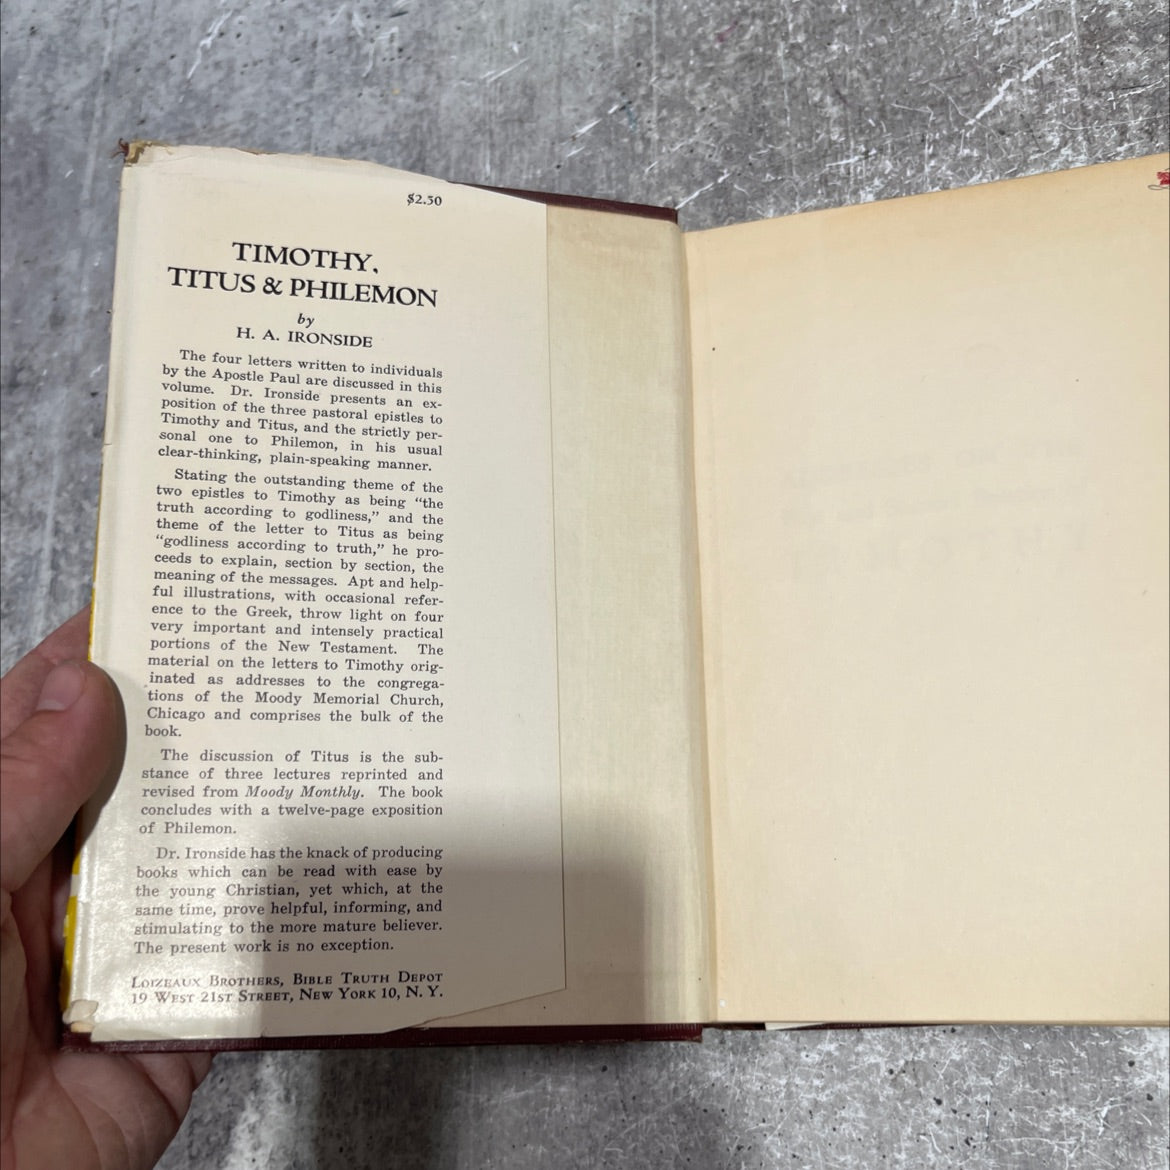 $2.50
TIMOTHY,
TITUS & PHILEMON
by
H. A. IRONSIDE
The four letters written to individuals
by the Apostle Paul are discussed in this
volume. Dr. Ironside presents an ex-
position of the three pastoral epistles to
Timothy and Titus, and the strictly per-
sonal one to Philemon, in his usual
clear-thinking, plain-speaking manner.
Stating the outstanding theme of the
two epistles to Timothy as being “the
truth according to godliness,” and the
theme of the letter to Titus as being
“godliness according to truth,” he pro-
ceeds to explain, section by section, the
meaning of the messages. Apt and help-
ful illustrations, with occasional refer-
ence to the Greek, throw light on four
very important and intensely practical
portions of the New Testament. The
material on the letters to Timothy orig-
inated as addresses to the congrega-
tions of the Moody Memorial Church,
Chicago and comprises the bulk of the
book.
The discussion of Titus is the sub-
stance of three lectures reprinted and
revised from Moody Monthly. The book
concludes with a twelve-page exposition
of Philemon.
Dr. Ironside has the knack of producing
books which can be read with ease by
the young Christian, yet which, at the
same time, prove helpful, informing, and
stimulating to the more mature believer.
The present work is no exception.
LOIZEAUX BROTHERS, BIBLE TRUTH DEPOT
19 WEST 21ST STREET, NEW YORK 10, N. Y.